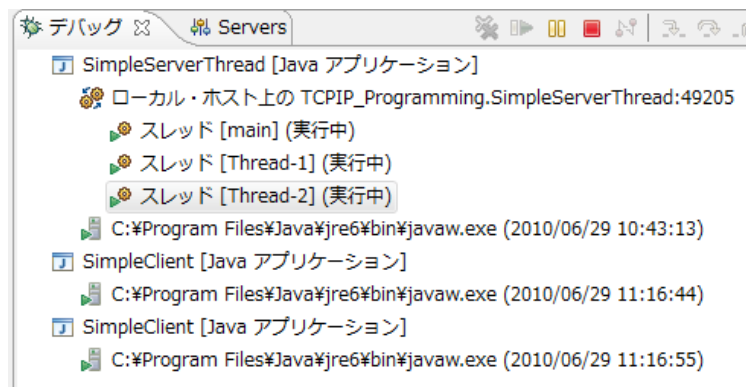 デバッグ Servers
SimpleServerThread [Java アプリケーション]
ローカル・ホスト上の TCPIP_Programming.SimpleServerThread:49205
スレッド [main] (実行中)
スレッド [Thread-1] (実行中)
スレッド [Thread-2] (実行中)
C:¥Program Files¥Java¥jre6¥bin¥javaw.exe (2010/06/29 10:43:13)
SimpleClient [Java アプリケーション]
C:¥Program Files¥Java¥jre6¥bin¥javaw.exe (2010/06/29 11:16:44)
SimpleClient [Java アプリケーション]
C:¥Program Files¥Java¥jre6¥bin¥javaw.exe (2010/06/29 11:16:55)